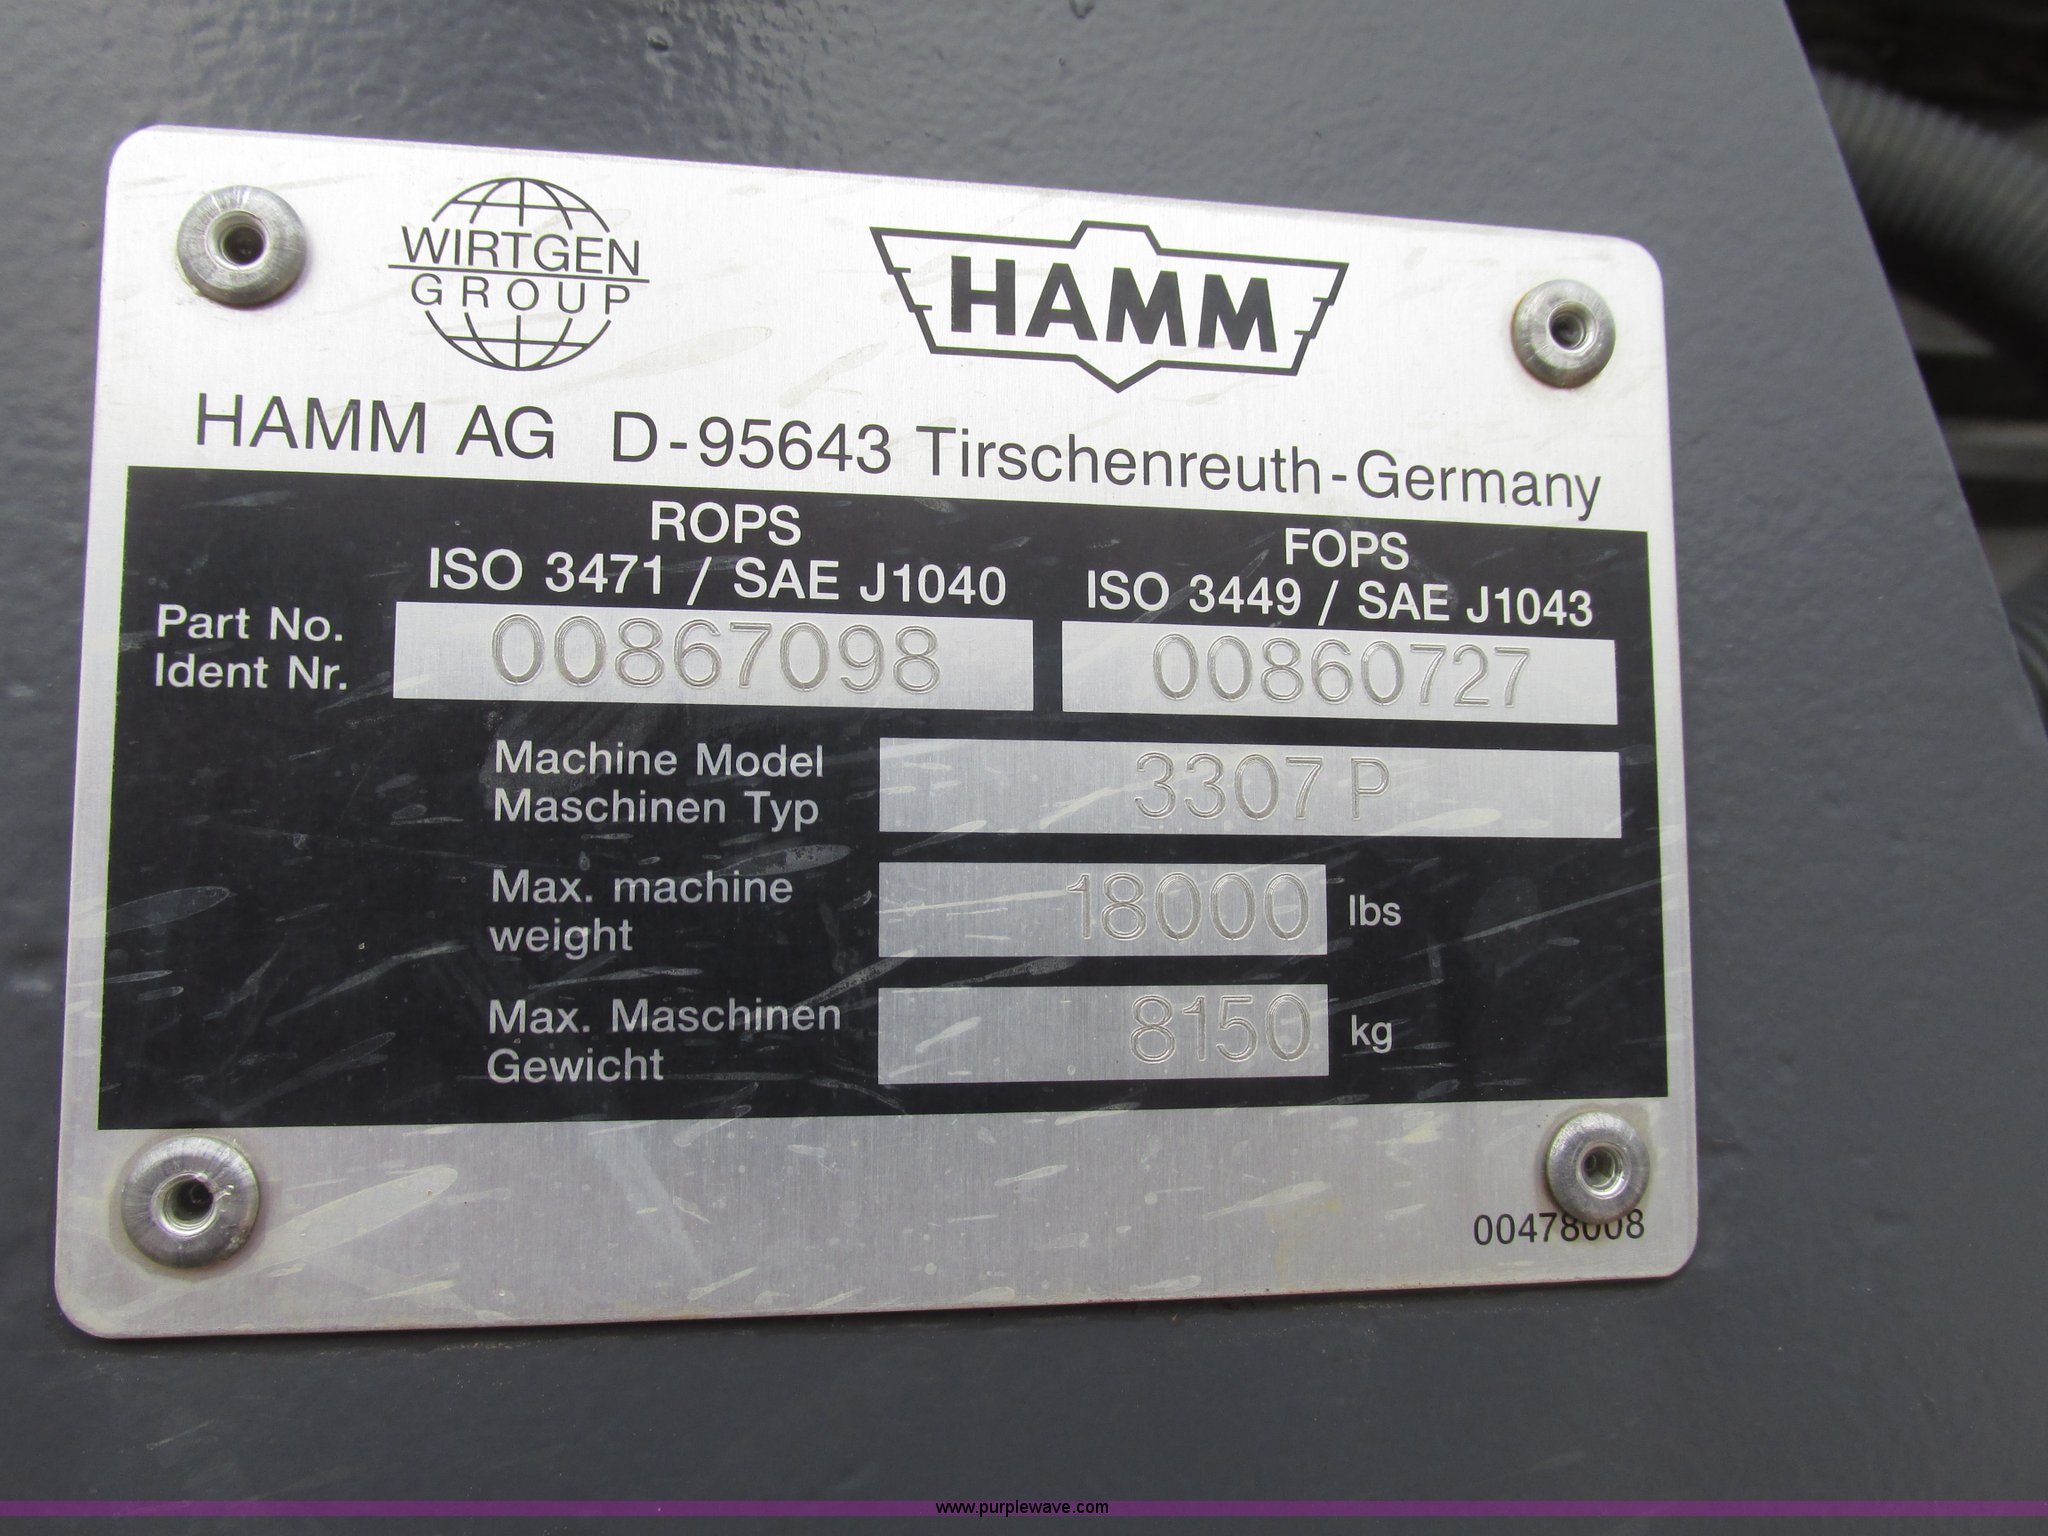 WIRTGEN
GROUP
HAMM
HAMM AG D-95643 Tirschenreuth-Germany
ROPS
ISO 3471 / SAE J1040
FOPS
ISO 3449 / SAE J1043
Part No.
Ident Nr.
00867098
00860727
Machine Model
Maschinen Typ
3307 P
Max. machine
weight
18000 lbs
Max. Maschinen
Gewicht
8150 kg
00478008
www.purplewave.com